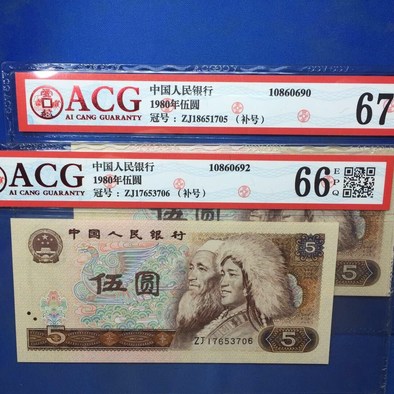 ACG
AI CANG GUARANTY
中国人民银行 10860690
1980年伍圆
冠号：ZJ18651705（补号）
67
ACG
AI CANG GUARANTY
中国人民银行 10860692
1980年伍圆
冠号：ZJ17653706（补号）
66 EPQ
中国人民银行
伍圆
5
5
5
ZJ17653706